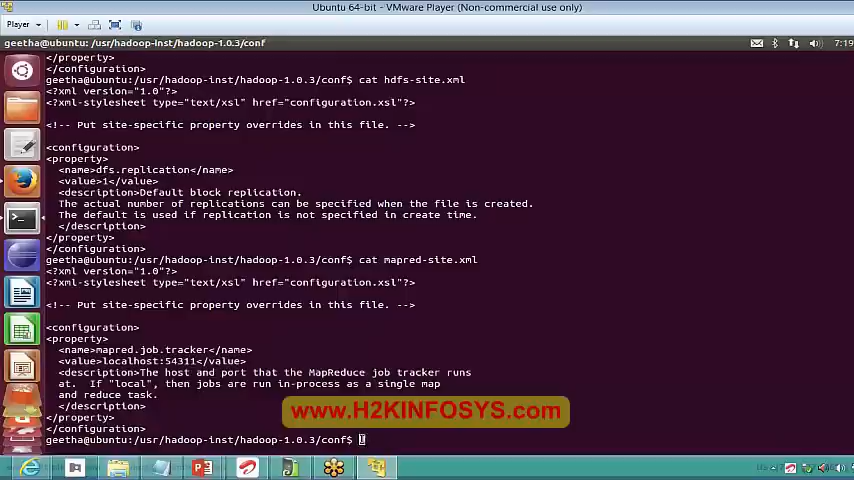 Ubuntu 64-bit - VMware Player (Non-commercial use only)
Player
geetha@ubuntu: /usr/hadoop-inst/hadoop-1.0.3/conf
7:19
</property>
</configuration>
geetha@ubuntu:/usr/hadoop-inst/hadoop-1.0.3/conf$ cat hdfs-site.xml
<?xml version="1.0"?>
<?xml-stylesheet type="text/xsl" href="configuration.xsl"?>
<!-- Put site-specific property overrides in this file. -->
<configuration>
<property>
<name>dfs.replication</name>
<value>1</value>
<description>Default block replication.
The actual number of replications can be specified when the file is created.
The default is used if replication is not specified in create time.
</description>
</property>
</configuration>
geetha@ubuntu:/usr/hadoop-inst/hadoop-1.0.3/conf$ cat mapred-site.xml
<?xml version="1.0"?>
<?xml-stylesheet type="text/xsl" href="configuration.xsl"?>
<!-- Put site-specific property overrides in this file. -->
<configuration>
<property>
<name>mapred.job.tracker</name>
<value>localhost:54311</value>
<description>The host and port that the MapReduce job tracker runs
at.  If "local", then jobs are run in-process as a single map
and reduce task.
</description>
</property>
</configuration>
geetha@ubuntu:/usr/hadoop-inst/hadoop-1.0.3/conf$
www.H2KINFOSYS.com